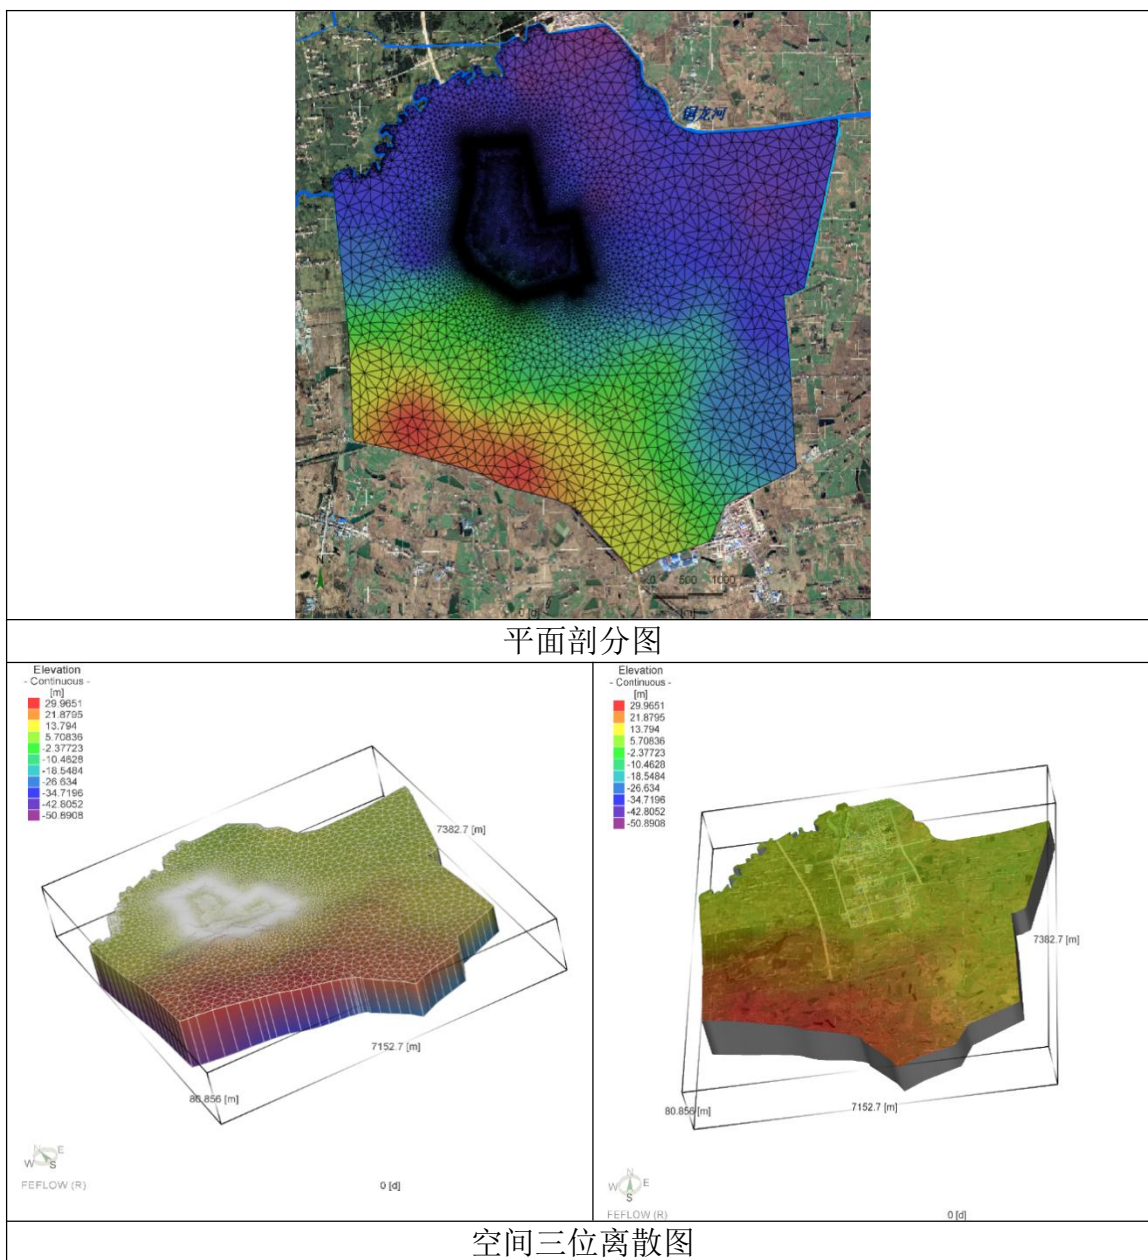 铜龙河
N
0 500 1000
0 [d]
[m]
平面剖分图
Elevation
- Continuous -
[m]
29.9651
21.8795
13.794
5.70836
-2.37723
-10.4628
-18.5484
-26.634
-34.7196
-42.8052
-50.8908
7382.7 [m]
7152.7 [m]
80.856 [m]
N
W E
S
FEFLOW (R)
0 [d]
Elevation
- Continuous -
[m]
29.9651
21.8795
13.794
5.70836
-2.37723
-10.4628
-18.5484
-26.634
-34.7196
-42.8052
-50.8908
7382.7 [m]
7152.7 [m]
80.856 [m]
N
W E
S
FEFLOW (R)
0 [d]
空间三位离散图